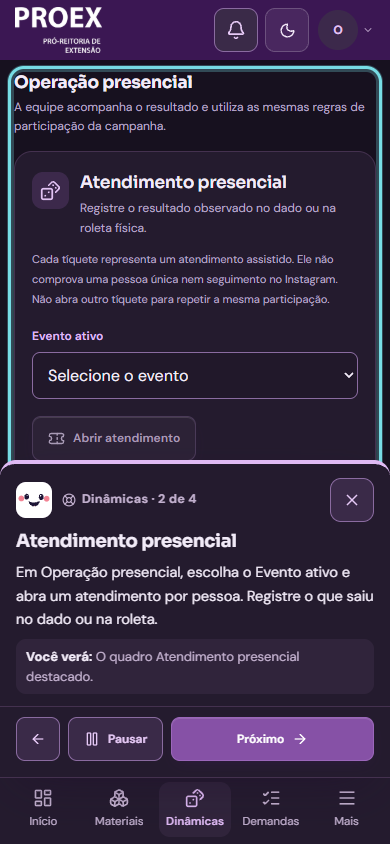 PROEX
PRÓ-REITORIA DE
EXTENSÃO
O
Operação presencial
A equipe acompanha o resultado e utiliza as mesmas regras de
participação da campanha.
Atendimento presencial
Registre o resultado observado no dado ou na
roleta física.
Cada tíquete representa um atendimento assistido. Ele não
comprova uma pessoa única nem seguimento no Instagram.
Não abra outro tíquete para repetir a mesma participação.
Evento ativo
Selecione o evento
Abrir atendimento
Dinâmicas · 2 de 4
Atendimento presencial
Em Operação presencial, escolha o Evento ativo e
abra um atendimento por pessoa. Registre o que saiu
no dado ou na roleta.
Você verá: O quadro Atendimento presencial
destacado.
Pausar
Próximo
Início
Materiais
Dinâmicas
Demandas
Mais